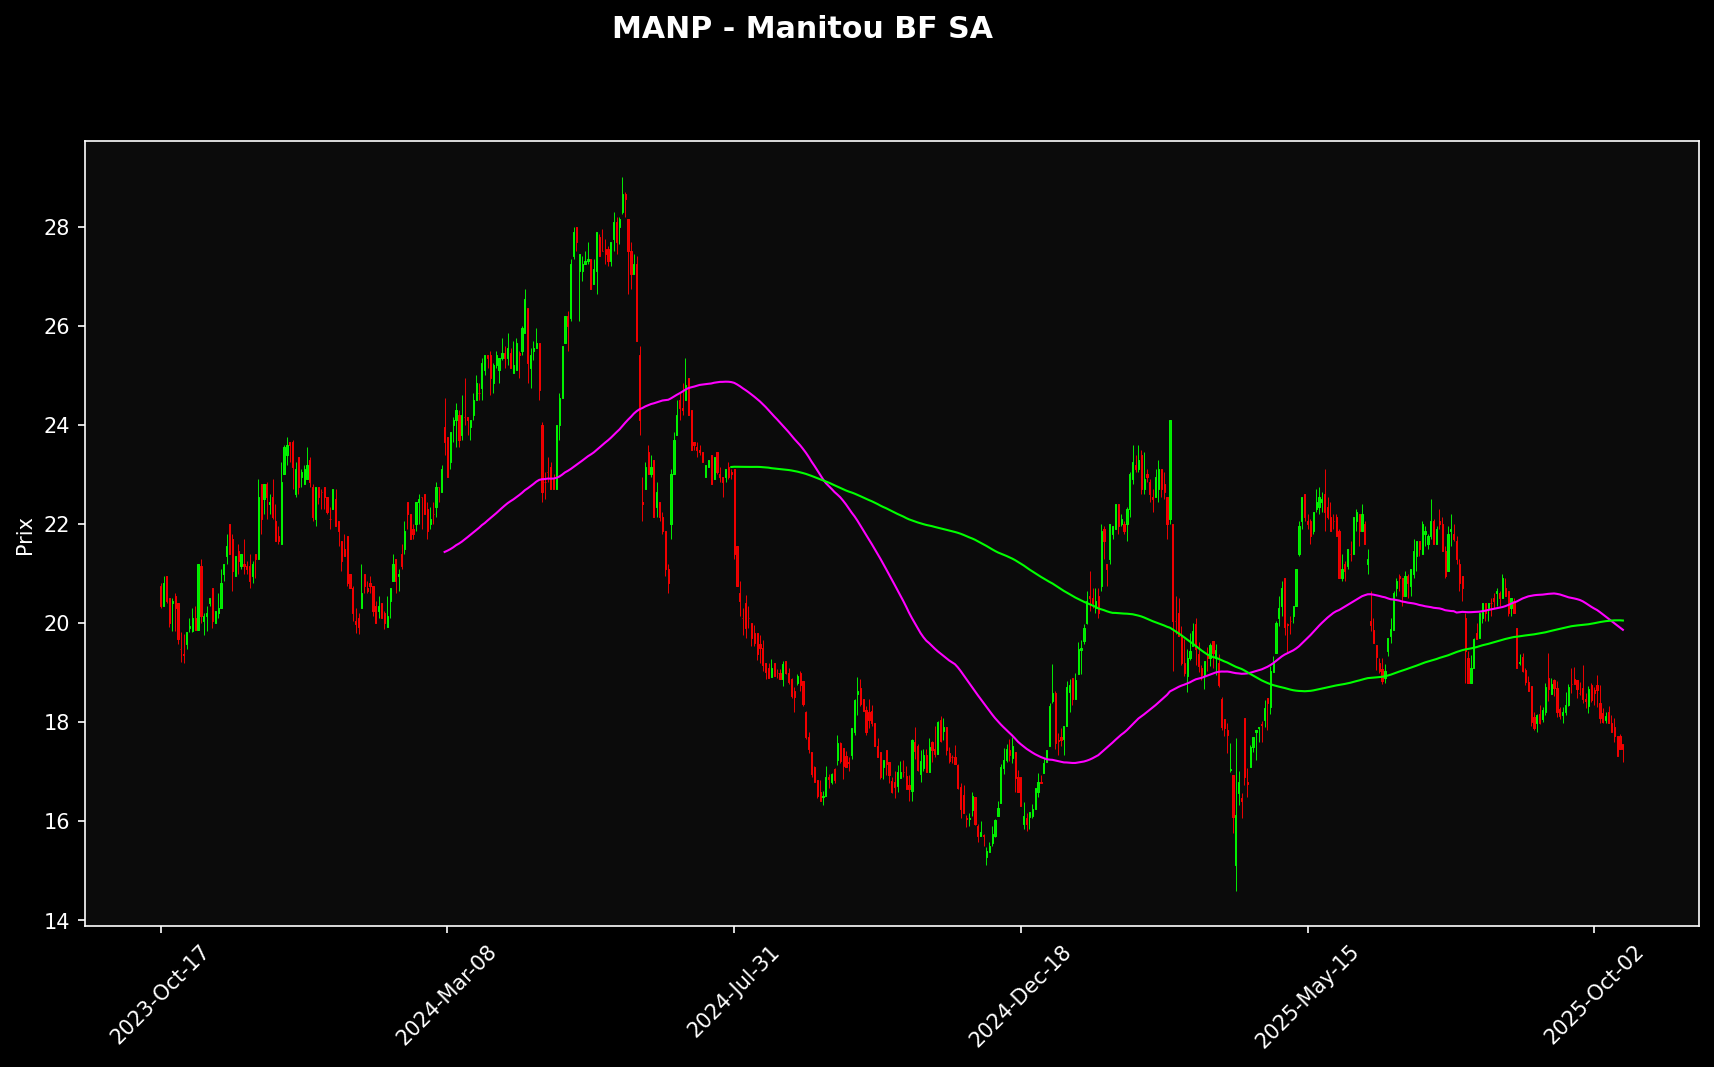 MANP - Manitou BF SA
Prix
28
26
24
22
20
18
16
14
2023-Oct-17
2024-Mar-08
2024-Jul-31
2024-Dec-18
2025-May-15
2025-Oct-02